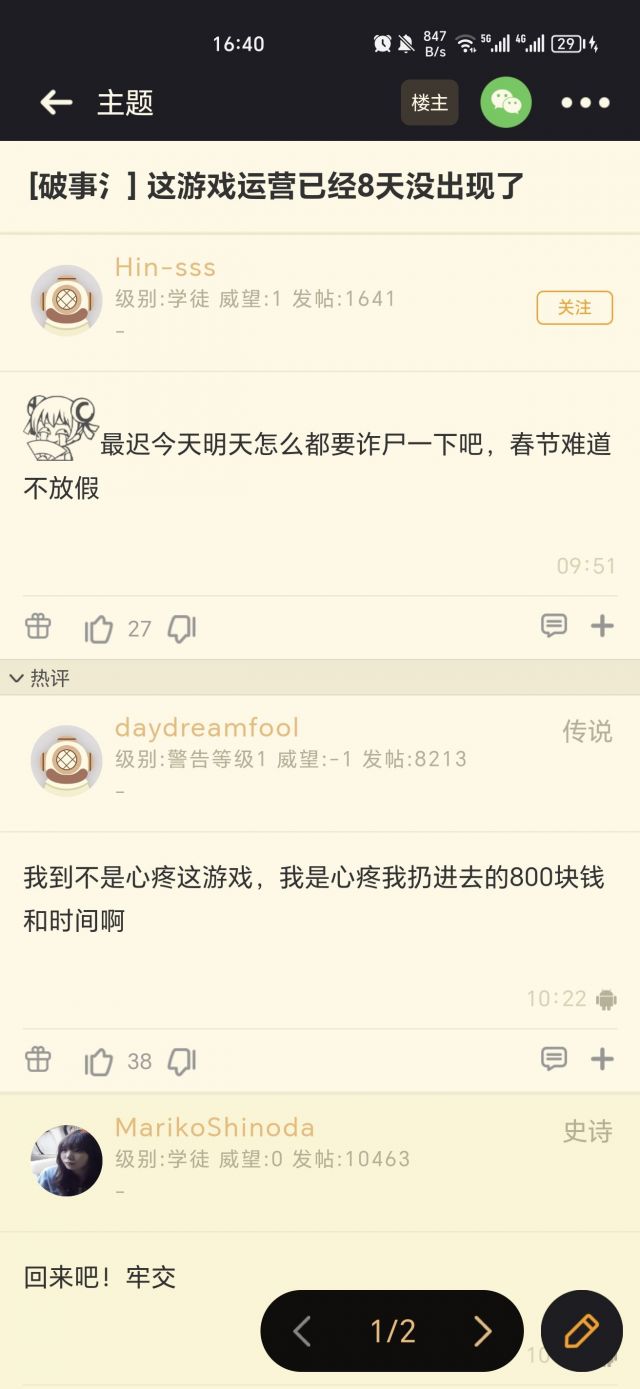 16:40
847
B/s
5G
4G
29
主题
楼主
[破事氵] 这游戏运营已经8天没出现了
Hin-sss
级别:学徒 威望:1 发帖:1641
关注
最迟今天明天怎么都要诈尸一下吧，春节难道
不放假
09:51
27
热评
daydreamfool
传说
级别:警告等级1 威望:-1 发帖:8213
我到不是心疼这游戏，我是心疼我扔进去的800块钱
和时间啊
10:22
38
MarikoShinoda
史诗
级别:学徒 威望:0 发帖:10463
回来吧！牢交
1/2